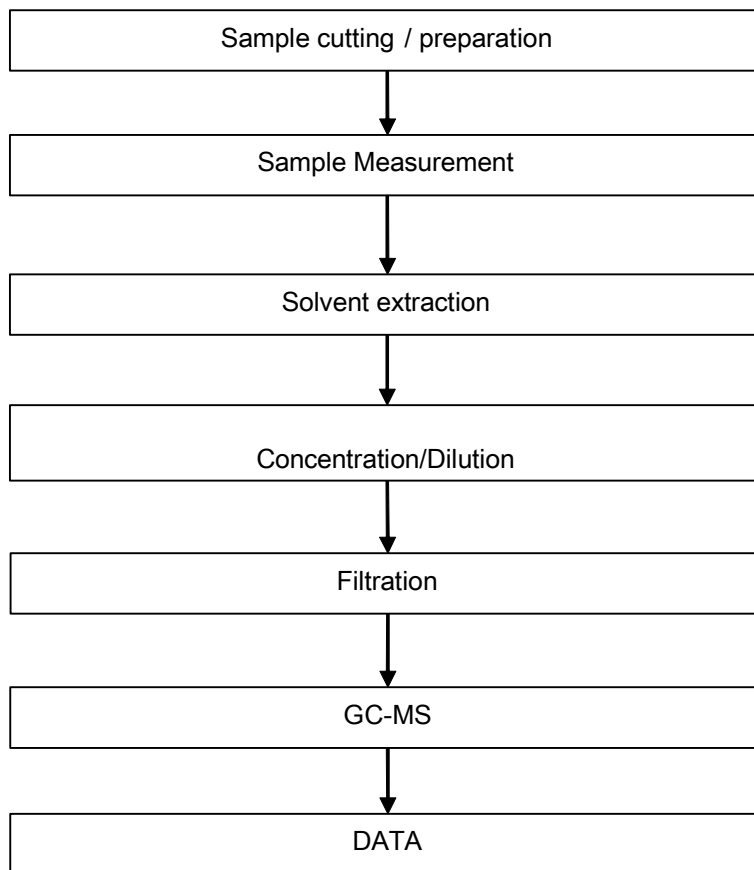 Sample cutting / preparation
Sample Measurement
Solvent extraction
Concentration/Dilution
Filtration
GC-MS
DATA